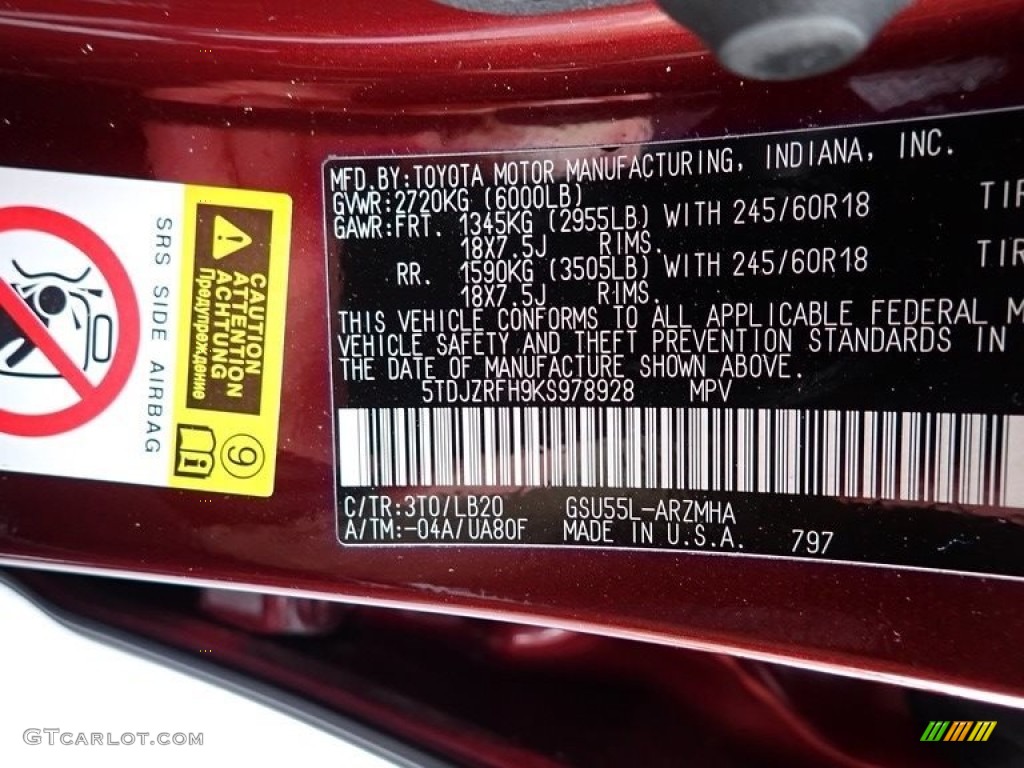 MFD.BY:TOYOTA MOTOR MANUFACTURING, INDIANA, INC.
GVWR:2720KG (6000LB)
GAWR:FRT. 1345KG (2955LB) WITH 245/60R18 TIR
18X7.5J RIMS.
RR. 1590KG (3505LB) WITH 245/60R18 TIR
18X7.5J RIMS.
THIS VEHICLE CONFORMS TO ALL APPLICABLE FEDERAL M
VEHICLE SAFETY AND THEFT PREVENTION STANDARDS IN
THE DATE OF MANUFACTURE SHOWN ABOVE.
5TDJZRFH9KS978928 MPV
C/TR:3T0/LB20 GSU55L-ARZMHA
A/TM:-04A/UA80F MADE IN U.S.A. 797
CAUTION
ATTENTION
ACHTUNG
Предупреждение
9
SRS SIDE AIRBAG
GTCARLOT.COM